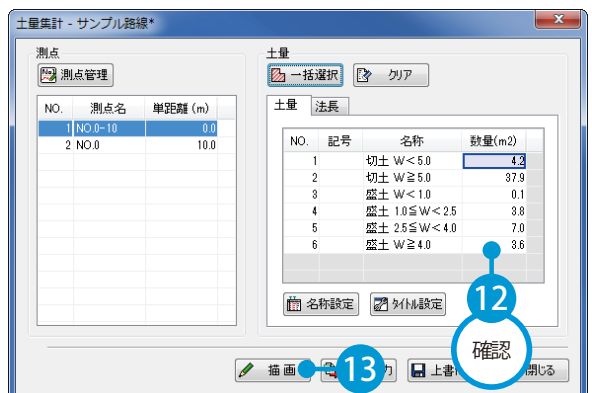 土量集計 - サンプル路線*
測点
測点管理
NO. 測点名 単距離 (m)
1 NO.0-10 0.0
2 NO.0 10.0
土量
一括選択 クリア
土量 法長
NO. 記号 名称 数量(m2)
1 切土 W<5.0 4.2
2 切土 W≧5.0 37.9
3 盛土 W<1.0 0.1
4 盛土 1.0≦W<2.5 3.8
5 盛土 2.5≦W<4.0 7.0
6 盛土 W≧4.0 3.6
名称設定 タイトル設定
12
確認
描画 13 力 上書 閉じる